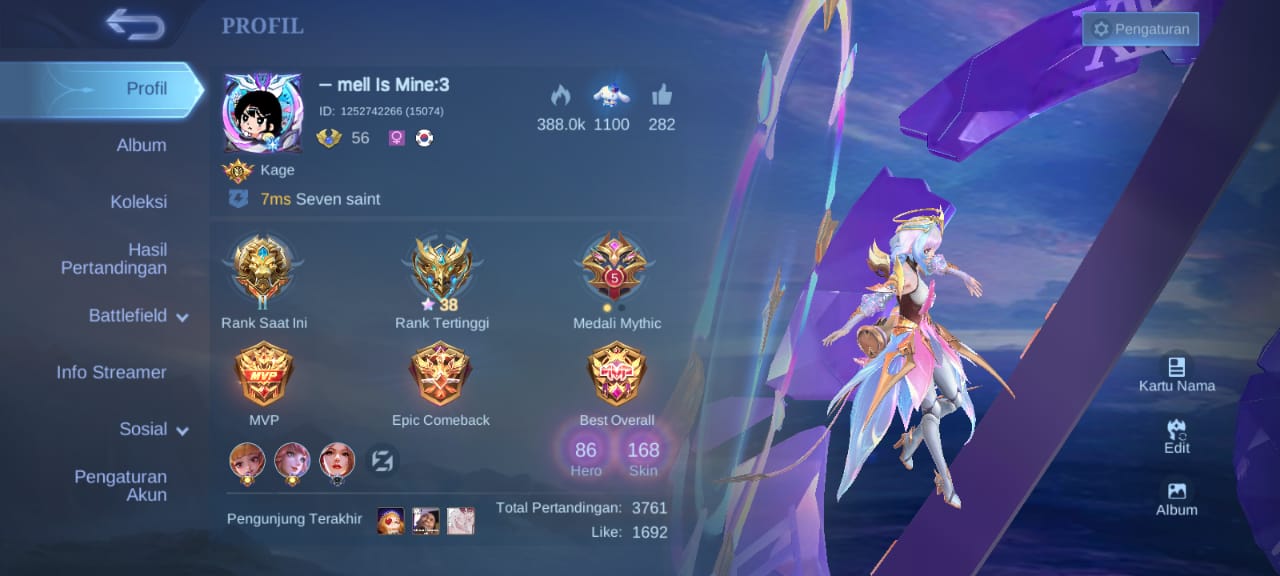 PROFIL
Pengaturan
Profil
Album
Koleksi
Hasil
Pertandingan
Battlefield
Info Streamer
Sosial
Pengaturan
Akun
– mell Is Mine:3
ID: 1252742266 (15074)
56
388.0k 1100 282
Kage
7ms Seven saint
II
38
5
Rank Saat Ini
Rank Tertinggi
Medali Mythic
MVP
MVP
Epic Comeback
Best Overall
86 168
Hero Skin
Pengunjung Terakhir
Total Pertandingan: 3761
Like: 1692
Kartu Nama
Edit
Album